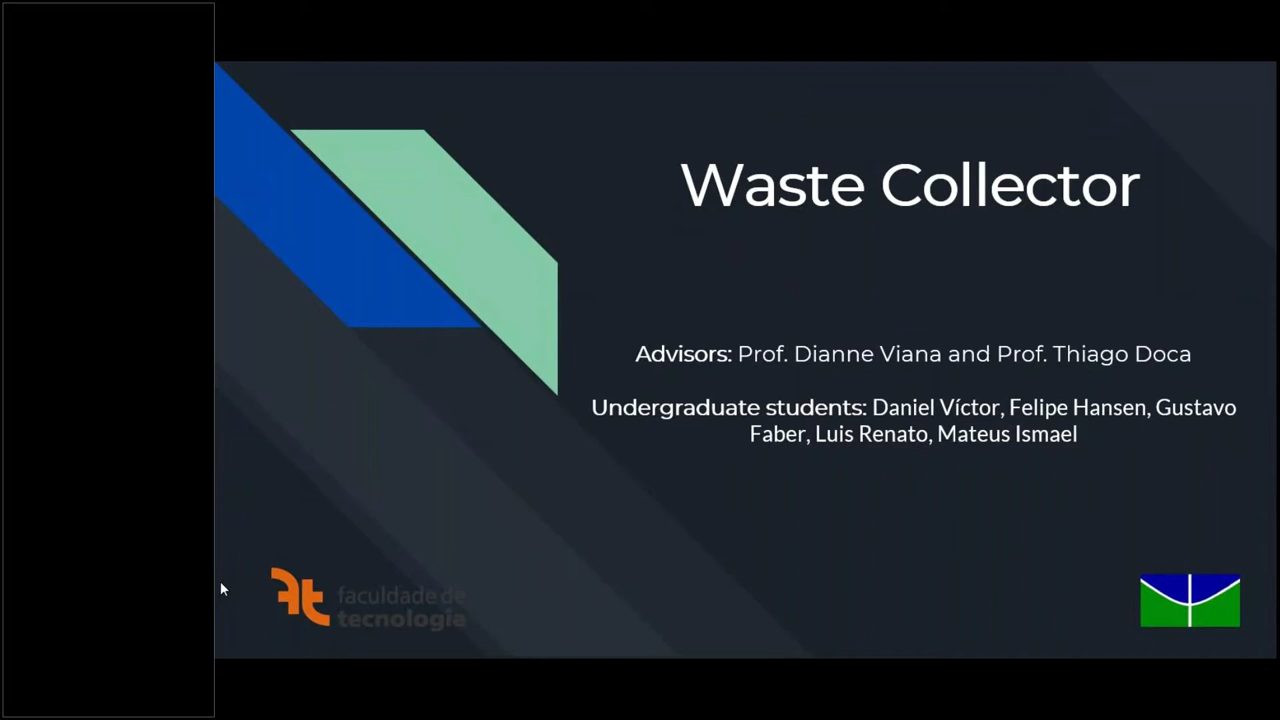 Waste Collector
Advisors: Prof. Dianne Viana and Prof. Thiago Doca
Undergraduate students: Daniel Víctor, Felipe Hansen, Gustavo
Faber, Luis Renato, Mateus Ismael
faculdade de
tecnologia